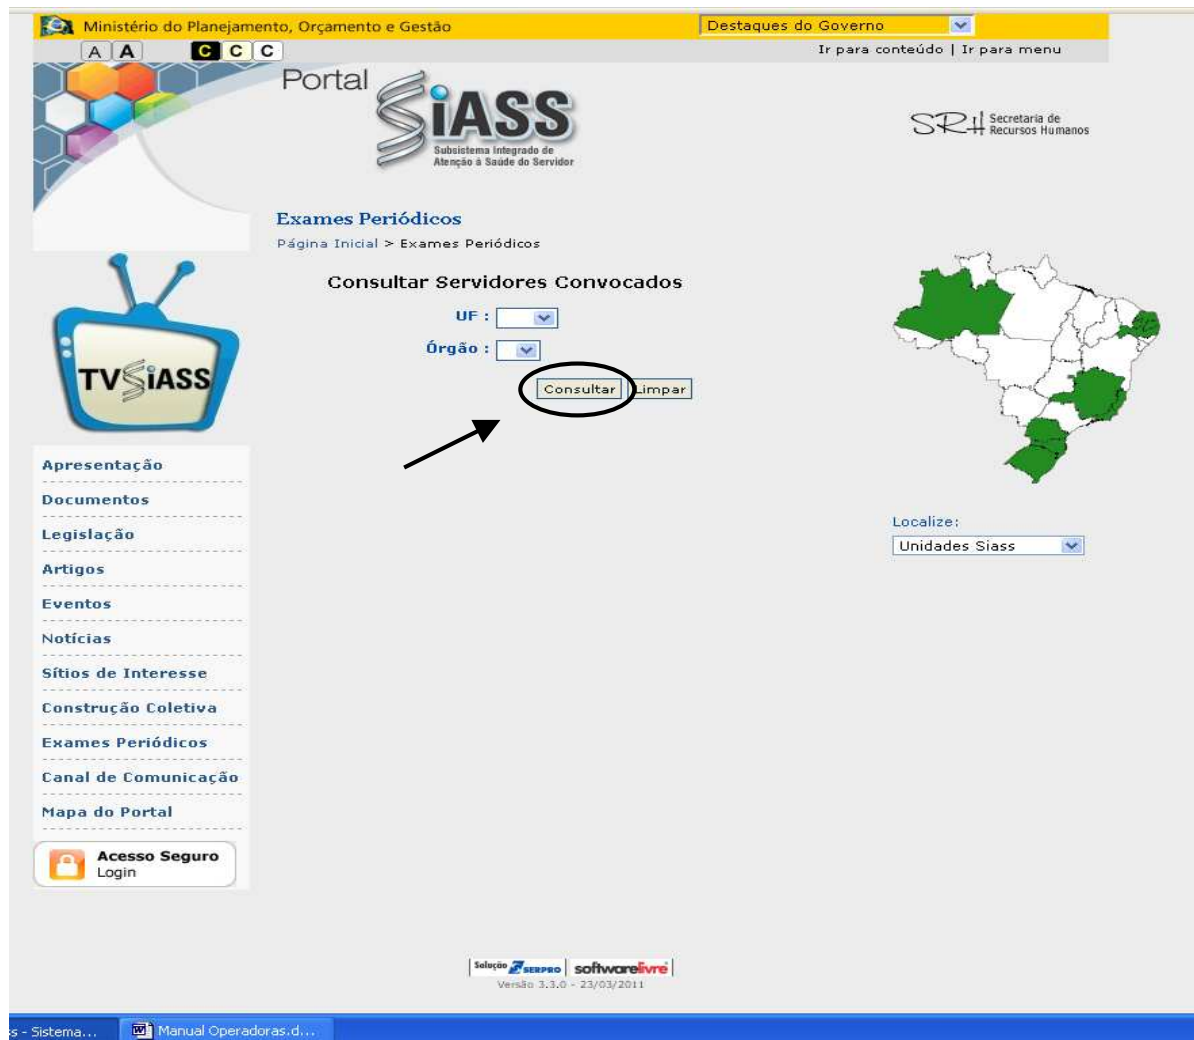 Ministério do Planejamento, Orçamento e Gestão
Destaques do Governo
A A C C C
Ir para conteúdo | Ir para menu
Portal
SiASS
Subsistema Integrado de
Atenção à Saúde do Servidor
SRH Secretaria de
Recursos Humanos
Exames Periódicos
Página Inicial > Exames Periódicos
Consultar Servidores Convocados
UF :
Órgão :
Consultar Limpar
TVSiASS
Apresentação
Documentos
Legislação
Artigos
Eventos
Notícias
Sítios de Interesse
Construção Coletiva
Exames Periódicos
Canal de Comunicação
Mapa do Portal
Acesso Seguro
Login
Localize:
Unidades Siass
Solução SERPRO softwarelivre
Versão 3.3.0 - 23/03/2011
s - Sistema... Manual Operadoras.d...